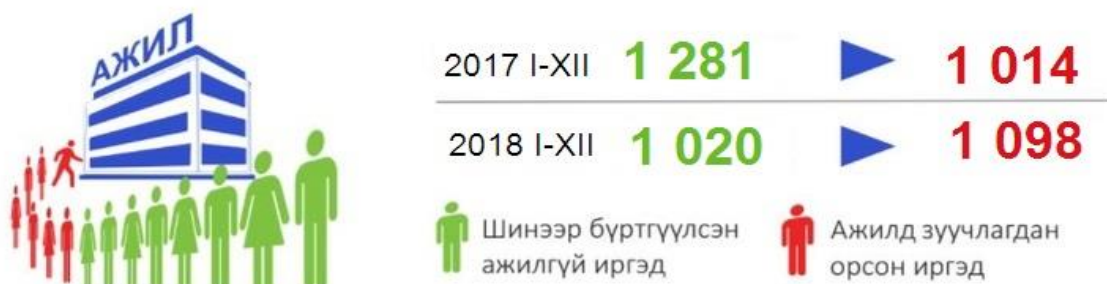 АЖИЛ
2017 I-XII 1 281 1 014
2018 I-XII 1 020 1 098
Шинээр бүртгүүлсэн
ажилгүй иргэд
Ажилд зуучлагдан
орсон иргэд